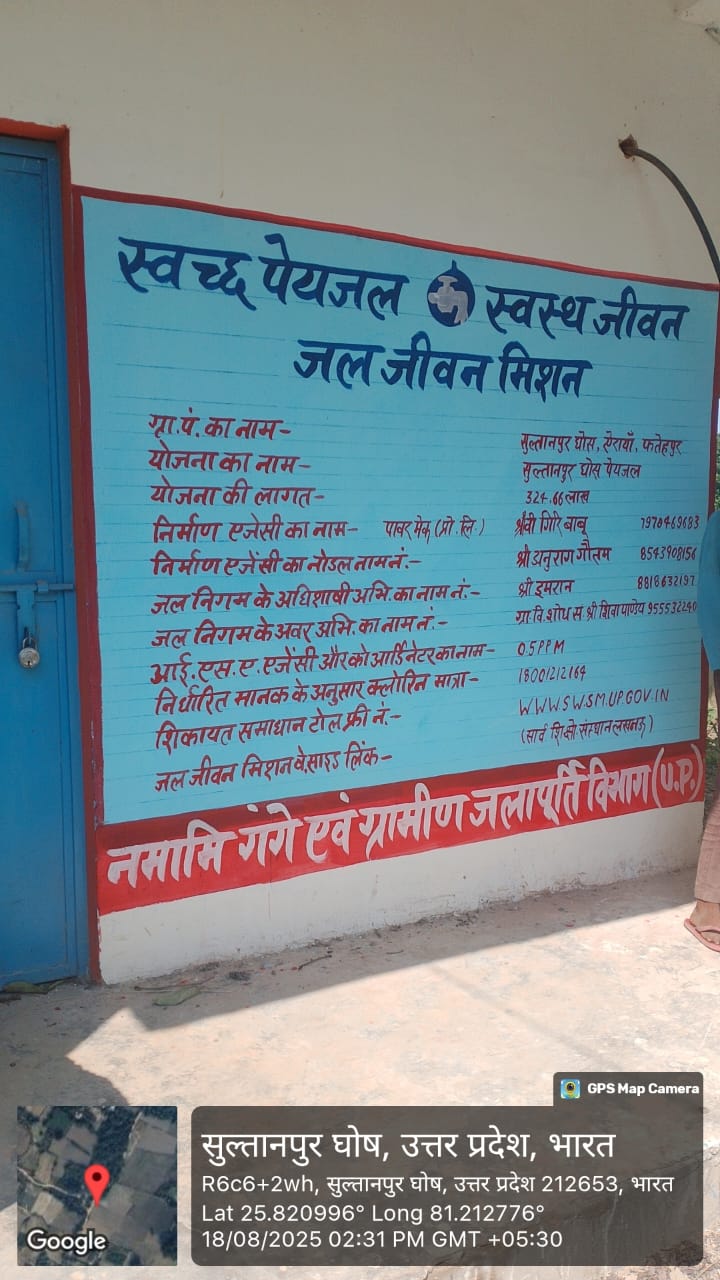 स्वच्छ पेयजल स्वस्थ जीवन
जल जीवन मिशन
ग्रा.पं. का नाम-
योजना का नाम-
योजना की लागत-
निर्माण एजेसी का नाम- पावर मेक (प्रो. लि.)
निर्माण एजेंसी का नोडल नाम नं.-
जल निगम के अधिशाषी अभि. का नाम नं.-
जल निगम के अवर अभि. का नाम नं.-
आई. एस. ए. एजेंसी और को आर्डिनेटर का नाम-
निर्धारित मानक के अनुसार क्लोरिन मात्रा-
शिकायत समाधान टोल फ्री नं.-
जल जीवन मिशन वेसाइड लिंक-
सुल्तानपुर घोस, ऐरायाँ, फतेहपुर
सुल्तानपुर घोस पेयजल
324.66 लाख
श्रीवी गिरि बाबू 7970469683
श्री अनुराग गौतम 8543908156
श्री इमरान 8818632197
ग्रा. वि. शोध सं. श्री शिवा पाण्डेय 955532240
0.5 PPM
18001212164
WWW.SWSM.UP.GOV.IN
नमामि गंगे एवं ग्रामीण जलापूर्ति विभाग (U.P.)
GPS Map Camera
सुल्तानपुर घोष, उत्तर प्रदेश, भारत
R6c6+2wh, सुल्तानपुर घोष, उत्तर प्रदेश 212653, भारत
Lat 25.820996° Long 81.212776°
18/08/2025 02:31 PM GMT +05:30
Google